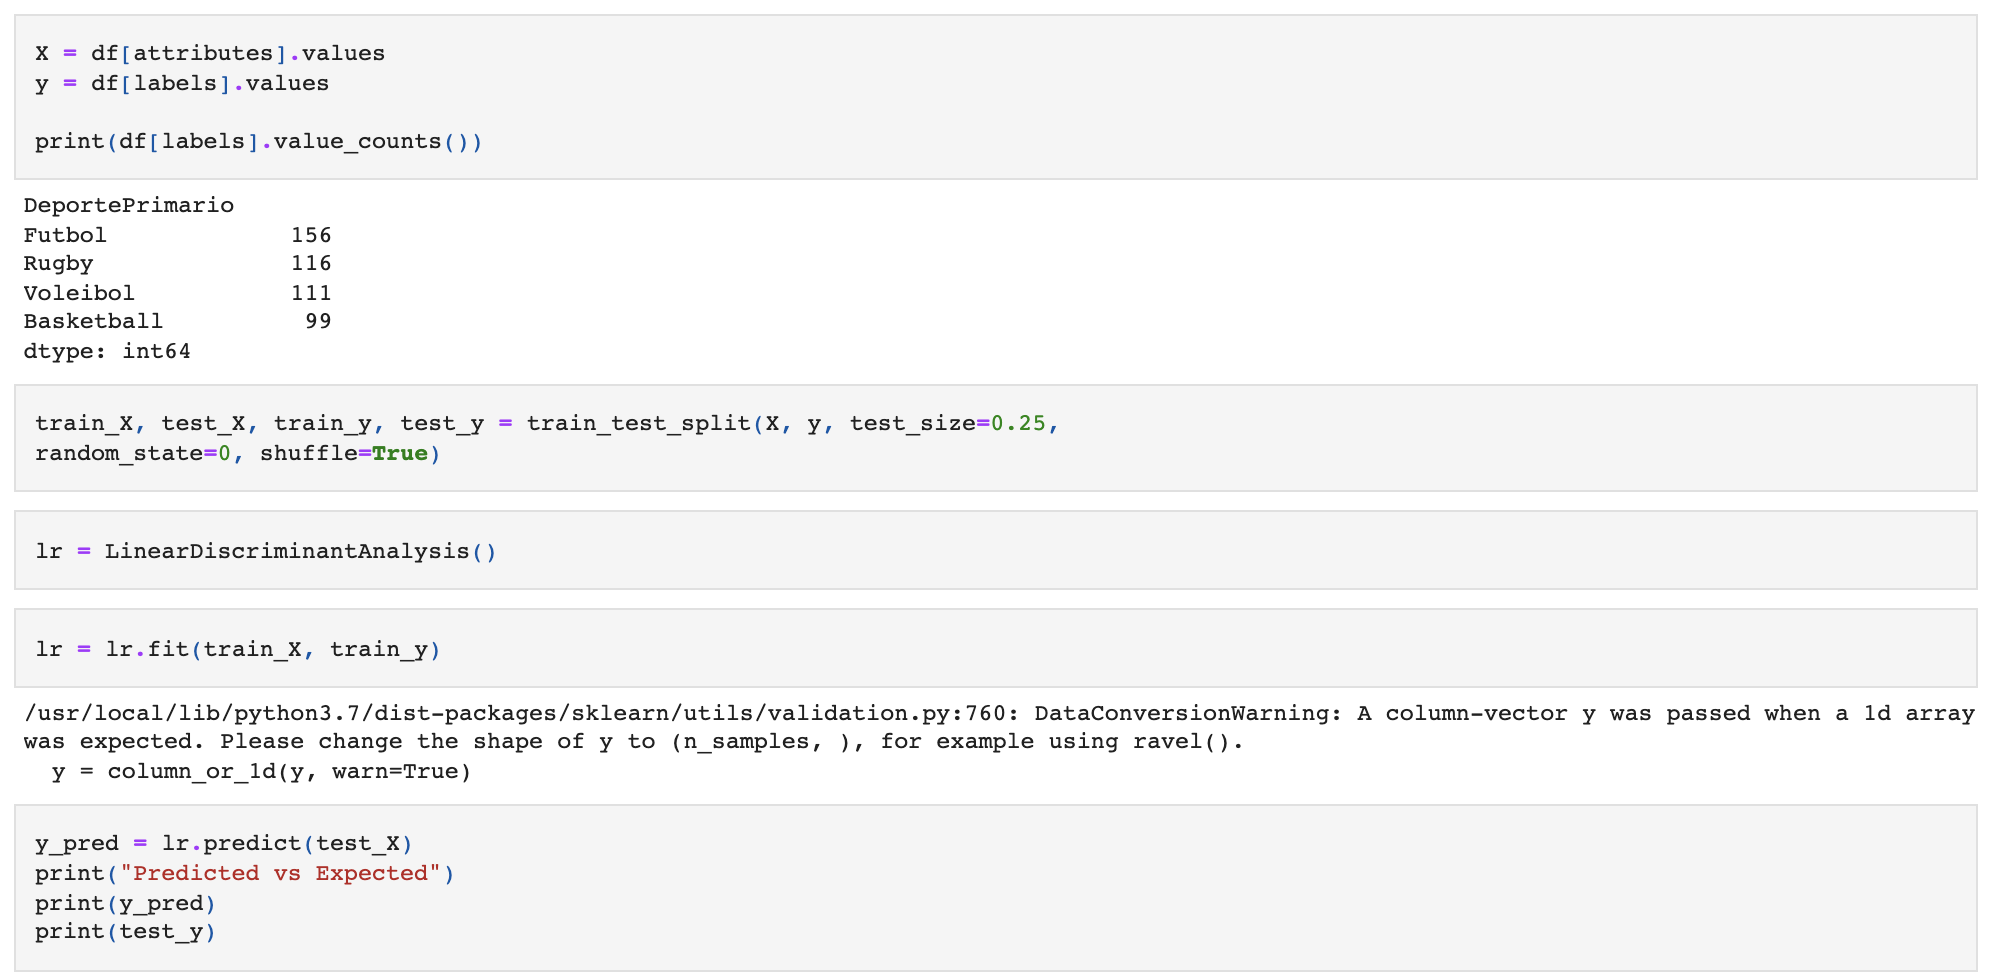 X = df[attributes].values
y = df[labels].values
print(df[labels].value_counts())
DeportePrimario
Futbol             156
Rugby              116
Voleibol           111
Basketball          99
dtype: int64
train_X, test_X, train_y, test_y = train_test_split(X, y, test_size=0.25,
random_state=0, shuffle=True)
lr = LinearDiscriminantAnalysis()
lr = lr.fit(train_X, train_y)
/usr/local/lib/python3.7/dist-packages/sklearn/utils/validation.py:760: DataConversionWarning: A column-vector y was passed when a 1d array
was expected. Please change the shape of y to (n_samples, ), for example using ravel().
  y = column_or_1d(y, warn=True)
y_pred = lr.predict(test_X)
print("Predicted vs Expected")
print(y_pred)
print(test_y)